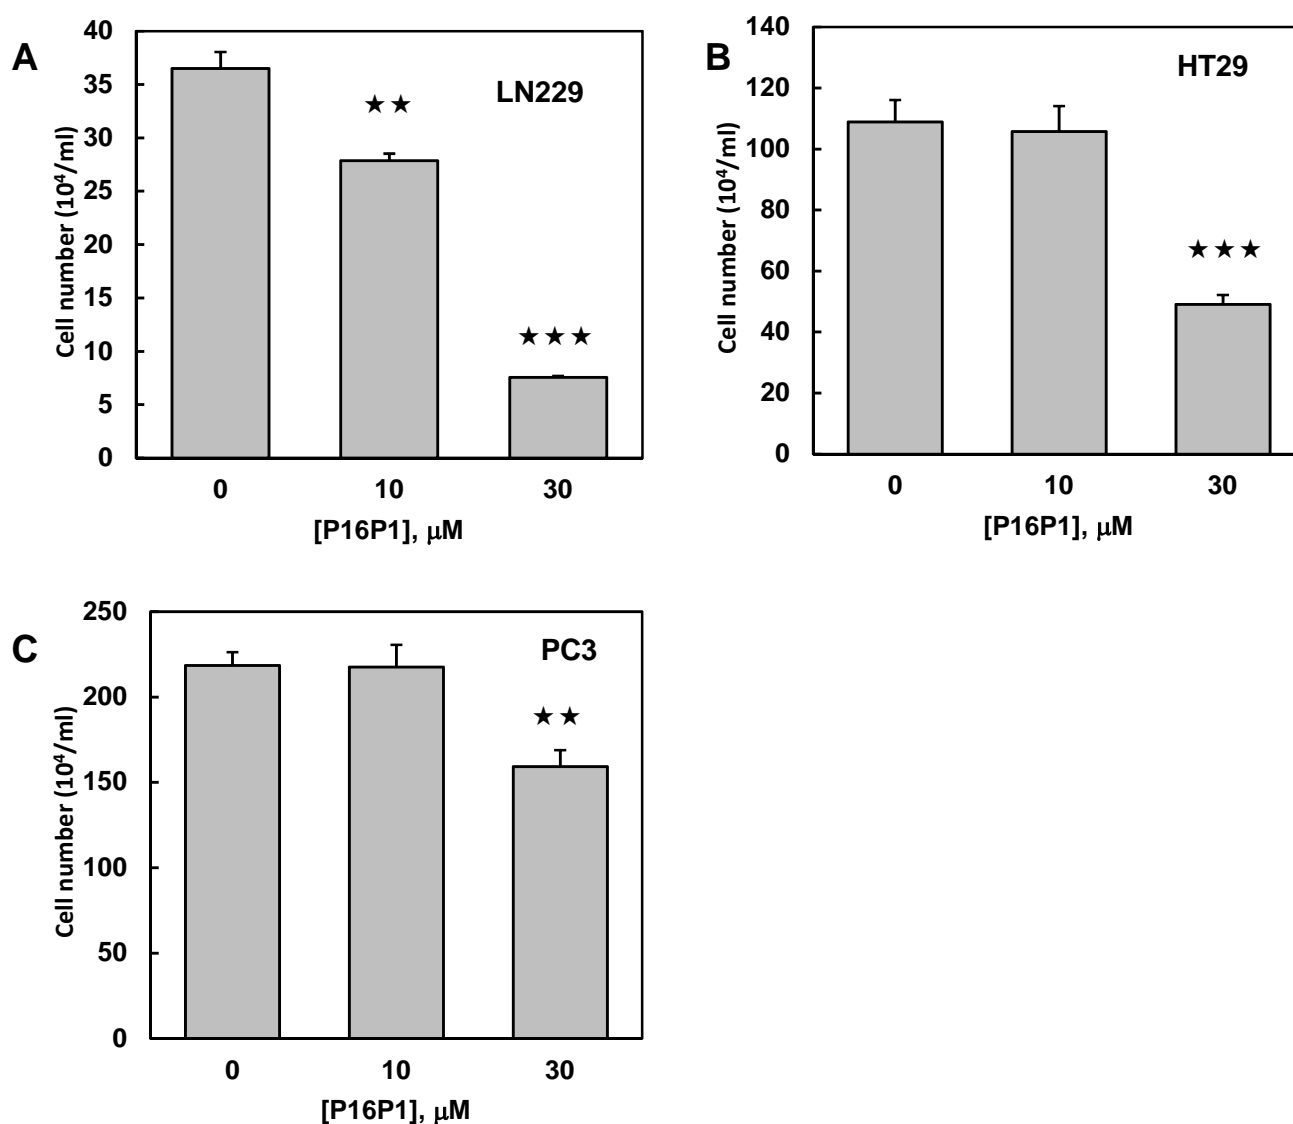 A
LN229
Cell number (10⁴/ml)
40
35
30
25
20
15
10
5
0
★★
★★★
0 10 30
[P16P1], μM
B
HT29
Cell number (10⁴/ml)
140
120
100
80
60
40
20
0
★★★
0 10 30
[P16P1], μM
C
PC3
Cell number (10⁴/ml)
250
200
150
100
50
0
★★
0 10 30
[P16P1], μM